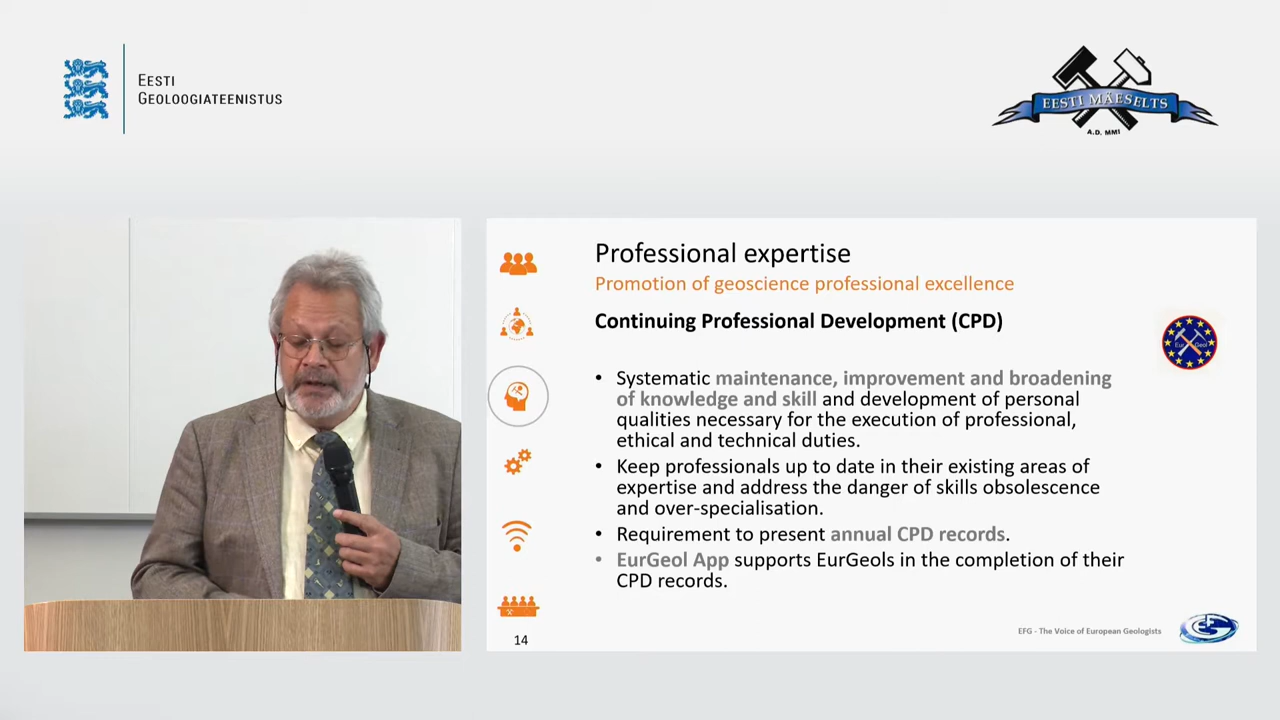 EESTI
GEOLOOGIATEENISTUS
EESTI MÄESELTS
A.D. MMI
Professional expertise
Promotion of geoscience professional excellence
Continuing Professional Development (CPD)
EurGeol
• Systematic maintenance, improvement and broadening
of knowledge and skill and development of personal
qualities necessary for the execution of professional,
ethical and technical duties.
• Keep professionals up to date in their existing areas of
expertise and address the danger of skills obsolescence
and over-specialisation.
• Requirement to present annual CPD records.
• EurGeol App supports EurGeols in the completion of their
CPD records.
14
EFG - The Voice of European Geologists
EFG